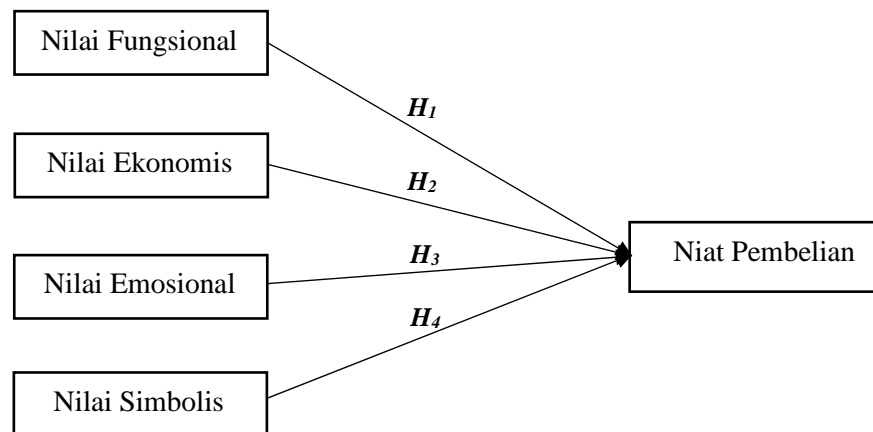 Nilai Fungsional
H1
Nilai Ekonomis
H2
Niat Pembelian
Nilai Emosional
H3
H4
Nilai Simbolis